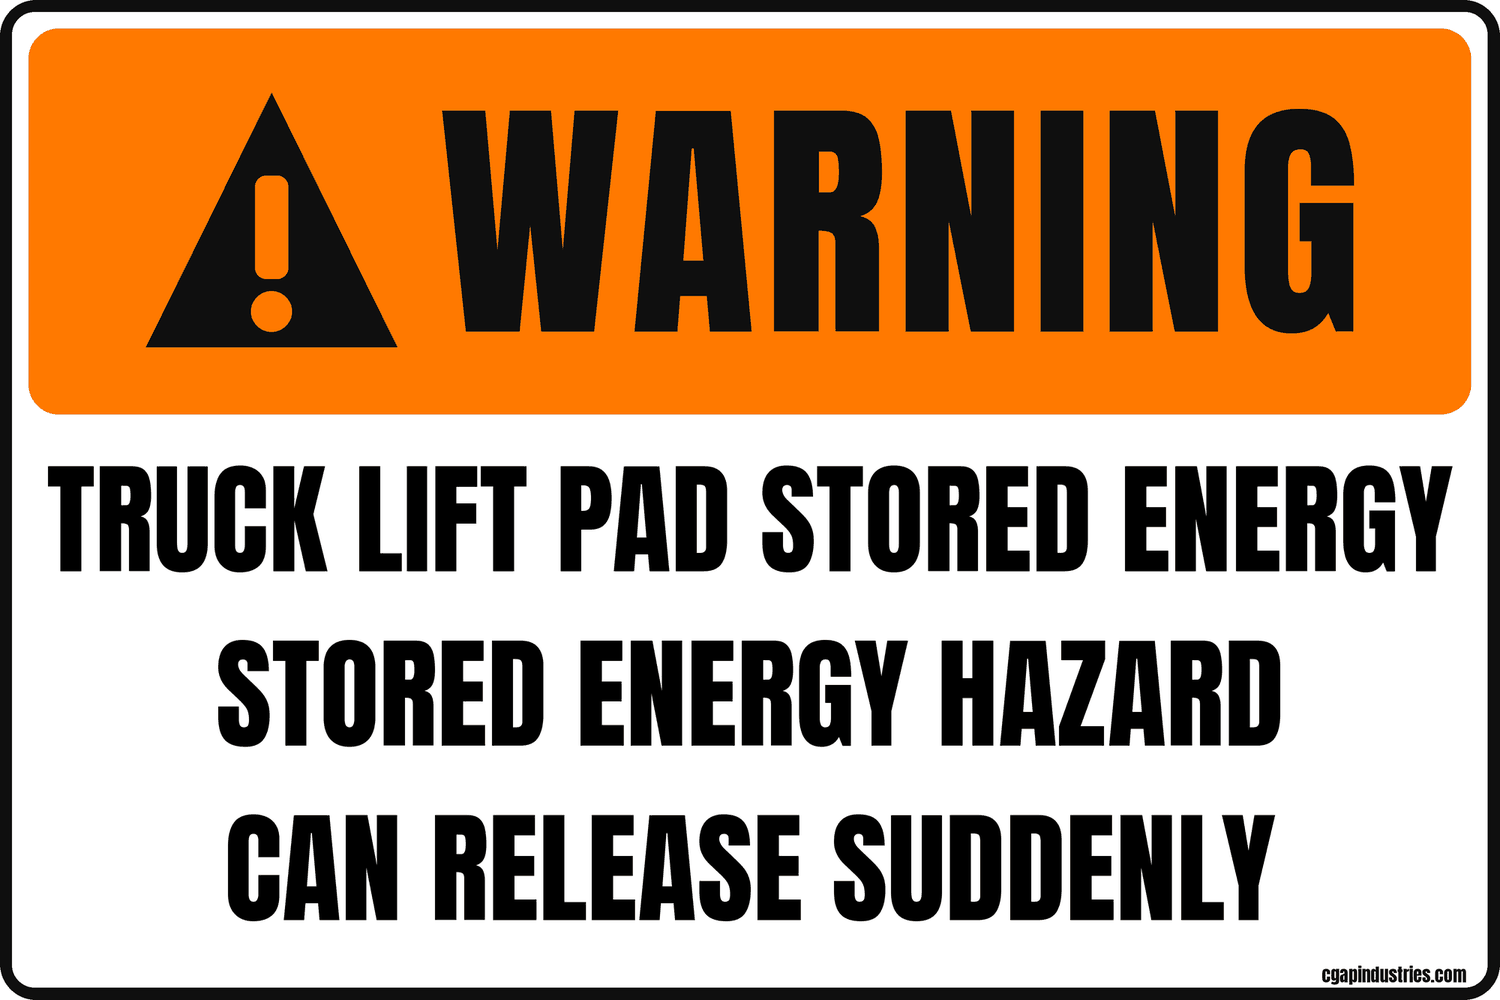 WARNING
TRUCK LIFT PAD STORED ENERGY
STORED ENERGY HAZARD
CAN RELEASE SUDDENLY
cgapindustries.com